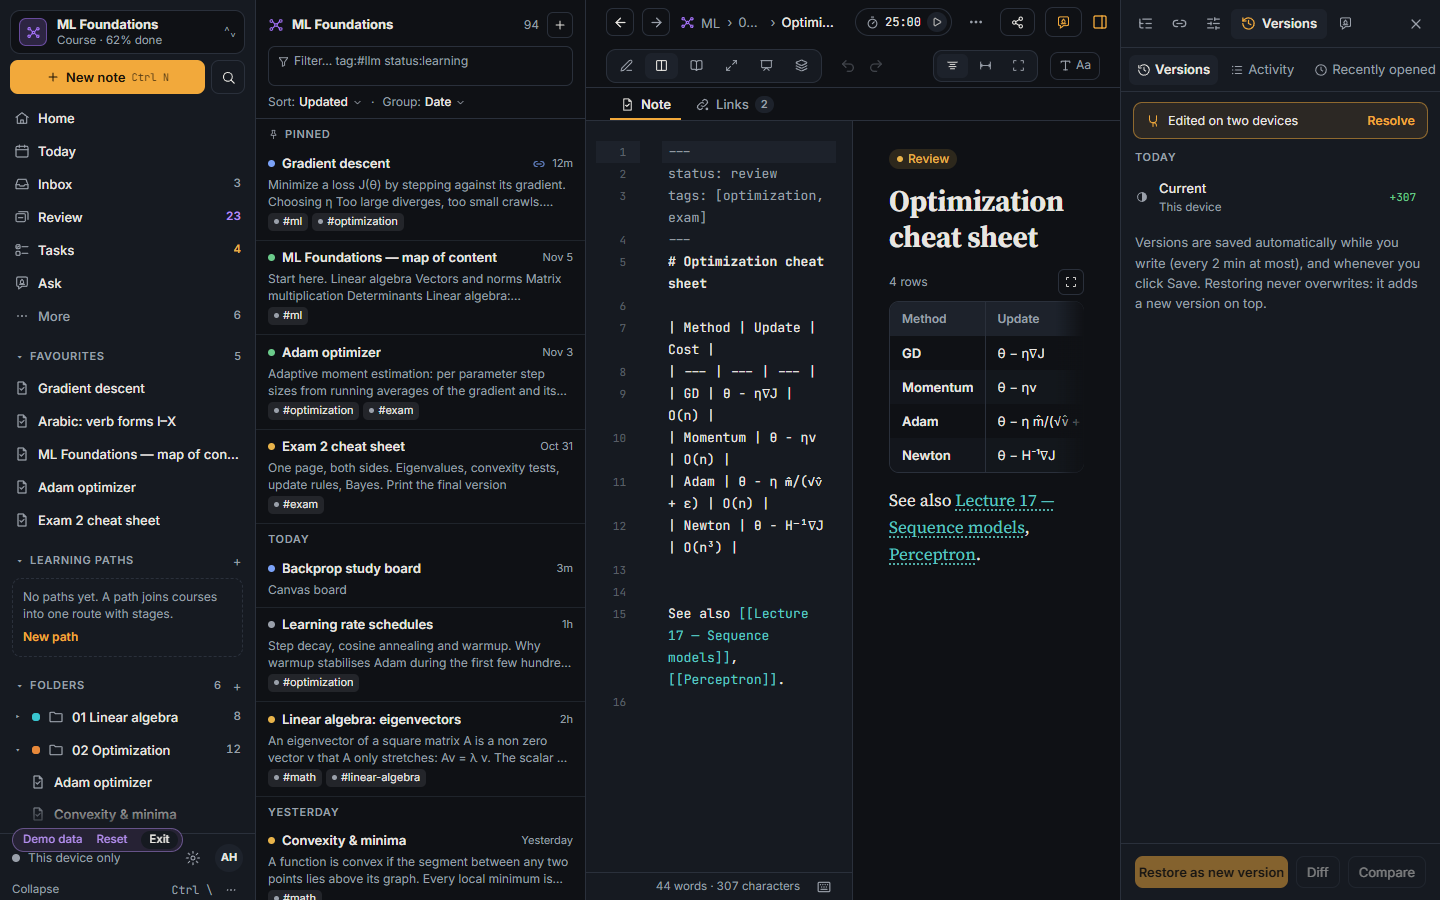 ML Foundations
Course · 62% done
New note Ctrl N
Home
Today
Inbox 3
Review 23
Tasks 4
Ask
More 6
FAVOURITES 5
Gradient descent
Arabic: verb forms I–X
ML Foundations — map of con...
Adam optimizer
Exam 2 cheat sheet
LEARNING PATHS +
No paths yet. A path joins courses
into one route with stages.
New path
FOLDERS 6 +
01 Linear algebra 8
02 Optimization 12
Adam optimizer
Convexity & minima
Demo data Reset Exit
This device only AH
Collapse Ctrl \ ...
ML Foundations 94 +
Filter... tag:#llm status:learning
Sort: Updated · Group: Date
PINNED
Gradient descent 12m
Minimize a loss J(θ) by stepping against its gradient.
Choosing η Too large diverges, too small crawls....
#ml #optimization
ML Foundations — map of content Nov 5
Start here. Linear algebra Vectors and norms Matrix
multiplication Determinants Linear algebra:...
#ml
Adam optimizer Nov 3
Adaptive moment estimation: per parameter step
sizes from running averages of the gradient and its...
#optimization #exam
Exam 2 cheat sheet Oct 31
One page, both sides. Eigenvalues, convexity tests,
update rules, Bayes. Print the final version
#exam
TODAY
Backprop study board 3m
Canvas board
Learning rate schedules 1h
Step decay, cosine annealing and warmup. Why
warmup stabilises Adam during the first few hundre...
#optimization
Linear algebra: eigenvectors 2h
An eigenvector of a square matrix A is a non zero
vector v that A only stretches: Av = λ v. The scalar ...
#math #linear-algebra
YESTERDAY
Convexity & minima Yesterday
A function is convex if the segment between any two
points lies above its graph. Every local minimum is...
#math
ML › 0... › Optimi... 25:00 ...
T Aa
Note Links 2
1 ---
2 status: review
3 tags: [optimization,
exam]
4 ---
5 # Optimization cheat
sheet
6
7 | Method | Update |
Cost |
8 | --- | --- | --- |
9 | GD | θ - η∇J |
O(n) |
10 | Momentum | θ - ηv
| O(n) |
11 | Adam | θ - η m̂/(√v̂
+ ε) | O(n) |
12 | Newton | θ - H⁻¹∇J
| O(n³) |
13
14
15 See also [[Lecture
17 — Sequence
models]],
[[Perceptron]].
16
44 words · 307 characters
Review
Optimization
cheat sheet
4 rows
Method Update
GD θ − η∇J
Momentum θ − ηv
Adam θ − η m̂/(√v̂ +
Newton θ − H⁻¹∇J
See also Lecture 17 —
Sequence models,
Perceptron.
Versions
Versions Activity Recently opened
Edited on two devices Resolve
TODAY
Current +307
This device
Versions are saved automatically while you
write (every 2 min at most), and whenever you
click Save. Restoring never overwrites: it adds
a new version on top.
Restore as new version Diff Compare